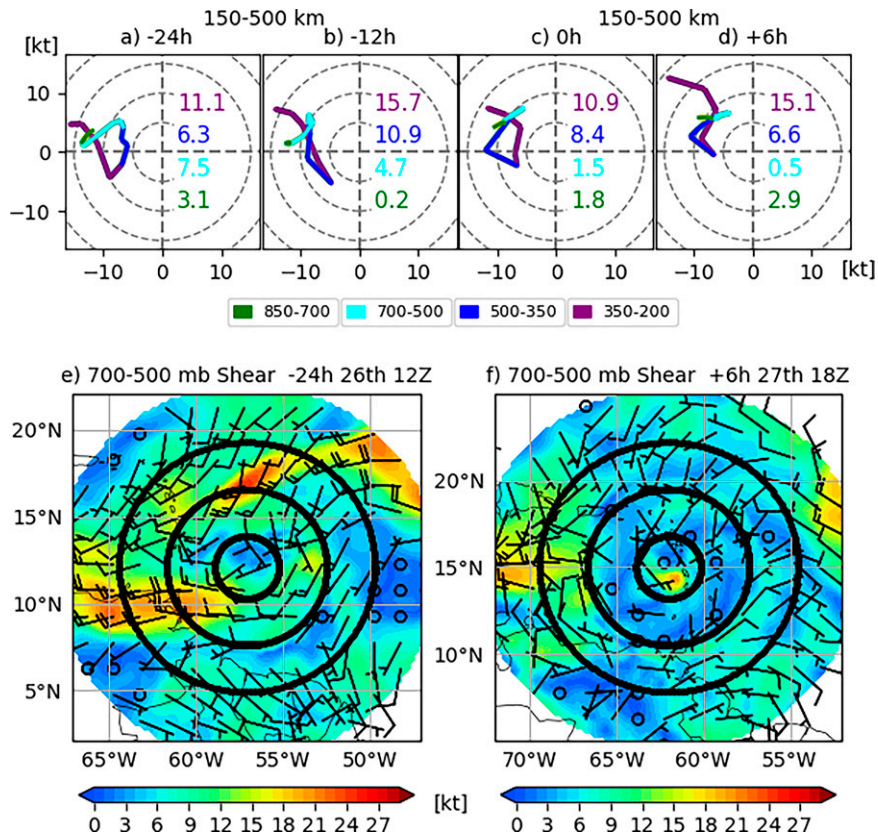 150-500 km 150-500 km
a) -24h b) -12h c) 0h d) +6h
[kt]
10
0
−10
11.1 15.7 10.9 15.1
6.3 10.9 8.4 6.6
7.5 4.7 1.5 0.5
3.1 0.2 1.8 2.9
−10 0 −10 0 −10 0 −10 0 [kt]
850-700 700-500 500-350 350-200
e) 700-500 mb Shear -24h 26th 12Z f) 700-500 mb Shear +6h 27th 18Z
20°N
15°N
10°N
5°N
65°W 60°W 55°W 50°W
20°N
15°N
10°N
70°W 65°W 60°W 55°W
0 3 6 9 12 15 18 21 24 27 [kt] 0 3 6 9 12 15 18 21 24 27